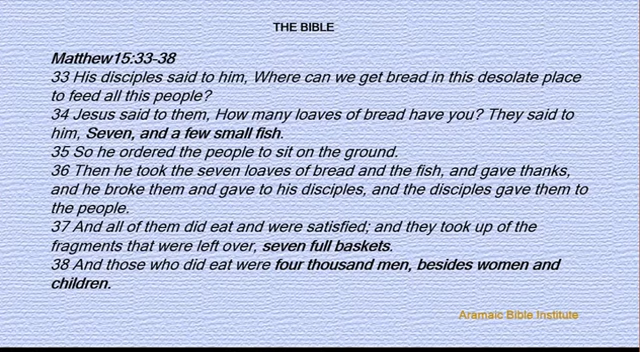 THE BIBLE
Matthew15:33-38
33 His disciples said to him, Where can we get bread in this desolate place
to feed all this people?
34 Jesus said to them, How many loaves of bread have you? They said to
him, Seven, and a few small fish.
35 So he ordered the people to sit on the ground.
36 Then he took the seven loaves of bread and the fish, and gave thanks,
and he broke them and gave to his disciples, and the disciples gave them to
the people.
37 And all of them did eat and were satisfied; and they took up of the
fragments that were left over, seven full baskets.
38 And those who did eat were four thousand men, besides women and
children.
Aramaic Bible Institute